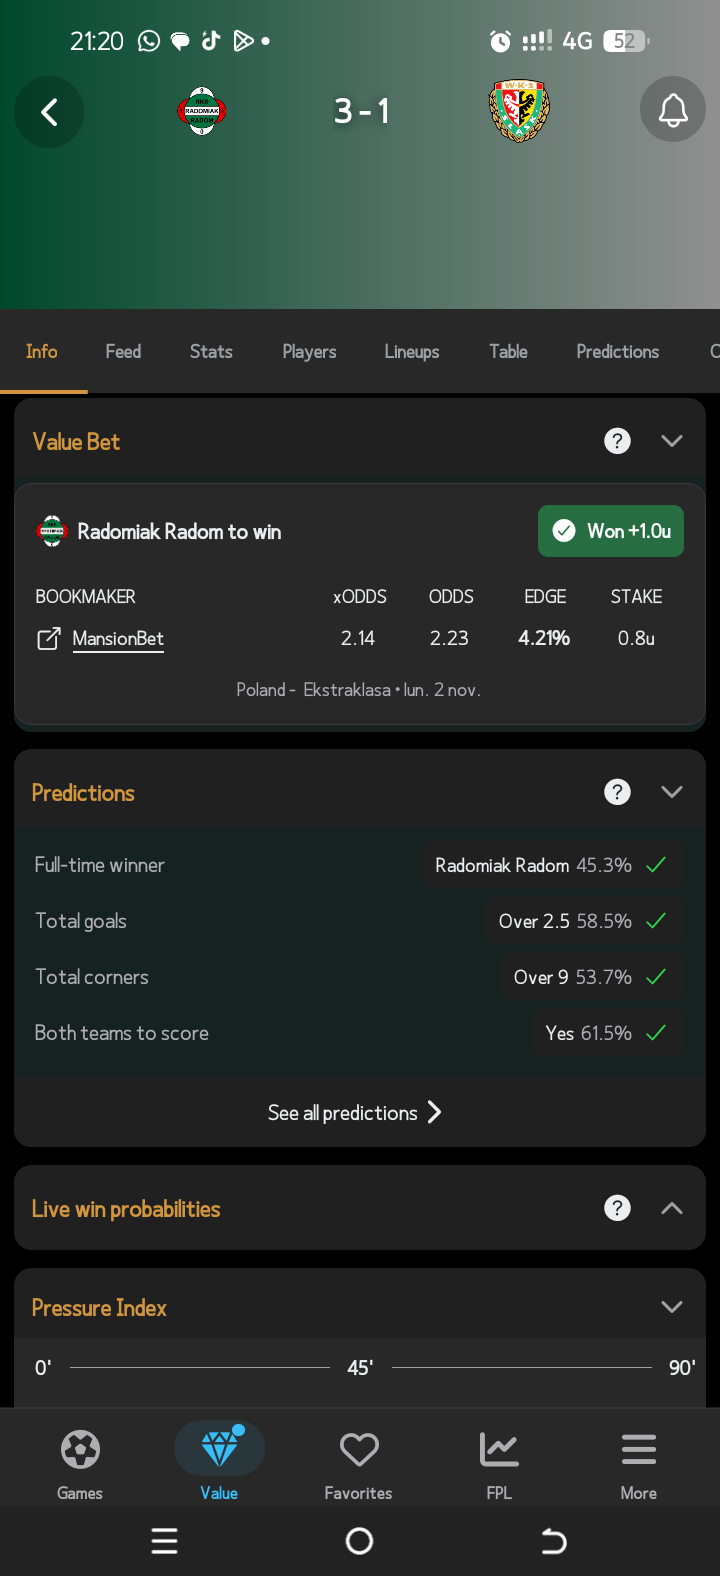 21:20 4G 52
RKS
RADOMIAK
RADOM
3 - 1
W·K·S
ŚLĄSK
Info Feed Stats Players Lineups Table Predictions
Value Bet ?
Radomiak Radom to win Won +1.0u
BOOKMAKER xODDS ODDS EDGE STAKE
MansionBet 2.14 2.23 4.21% 0.8u
Poland - Ekstraklasa • lun. 2 nov.
Predictions ?
Full-time winner Radomiak Radom 45.3%
Total goals Over 2.5 58.5%
Total corners Over 9 53.7%
Both teams to score Yes 61.5%
See all predictions
Live win probabilities ?
Pressure Index
0' 45' 90'
Games Value Favorites FPL More